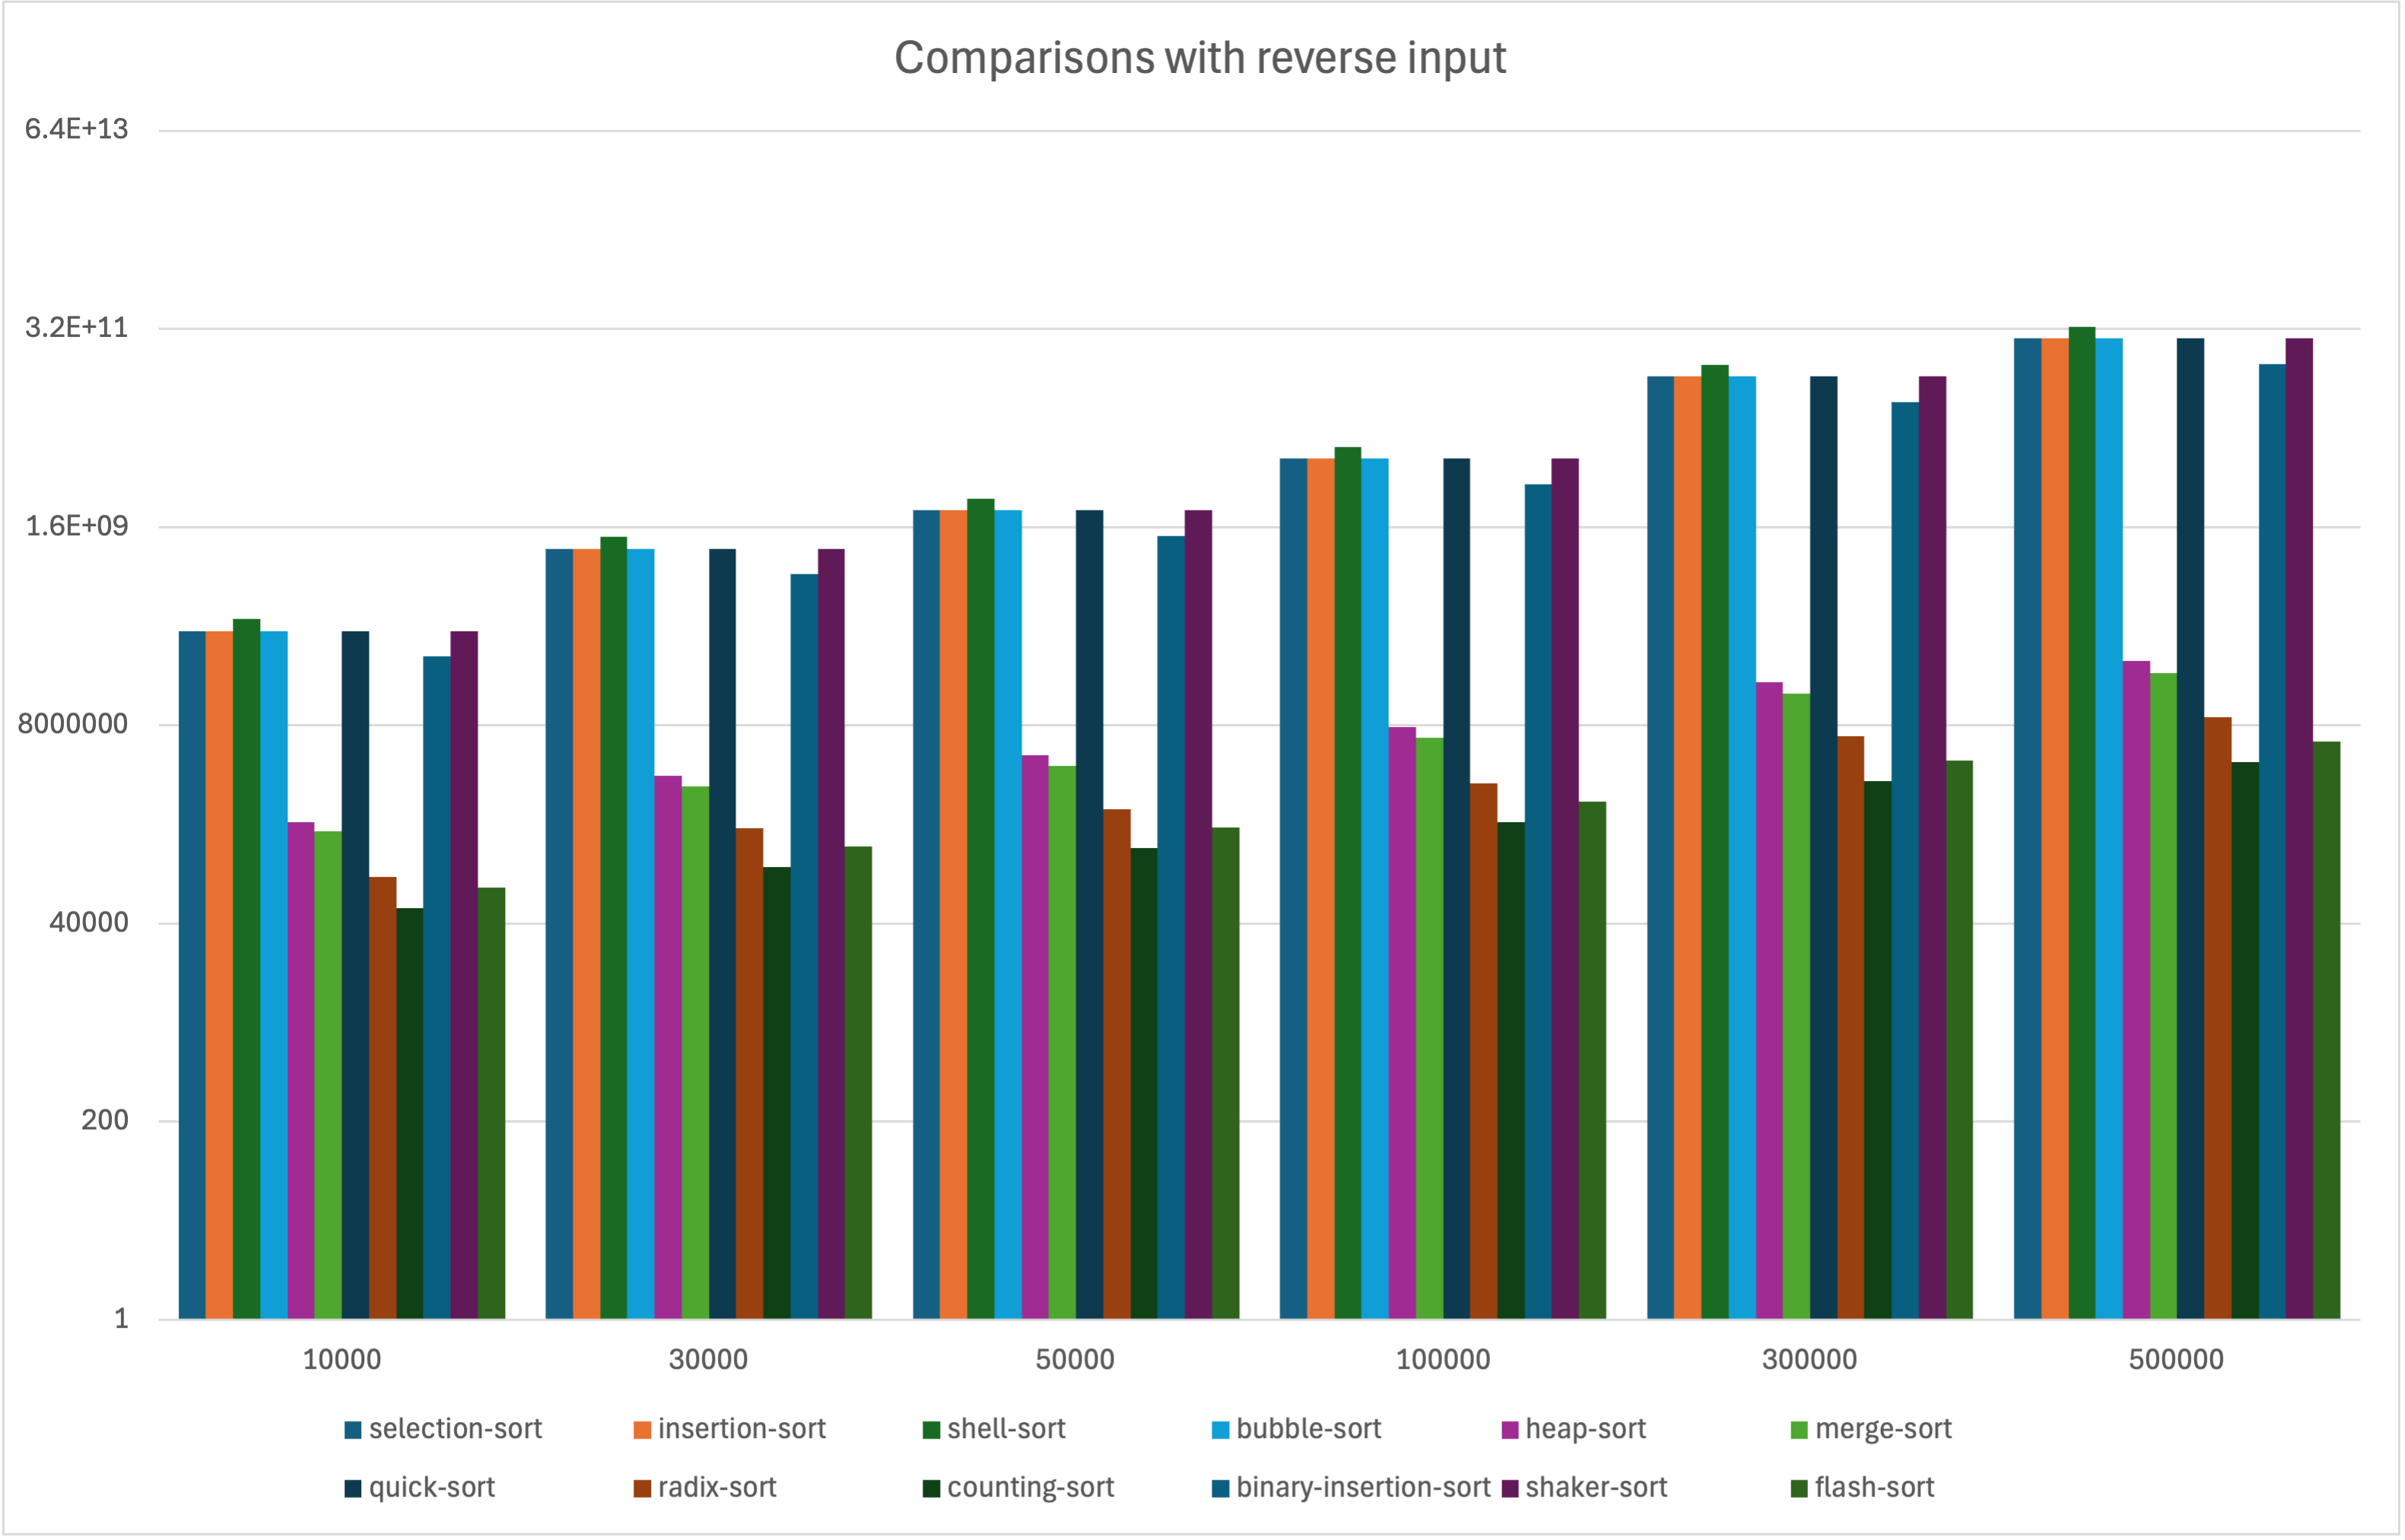 Comparisons with reverse input
6.4E+13
3.2E+11
1.6E+09
8000000
40000
200
1
10000 30000 50000 100000 300000 500000
selection-sort insertion-sort shell-sort bubble-sort heap-sort merge-sort
quick-sort radix-sort counting-sort binary-insertion-sort shaker-sort flash-sort